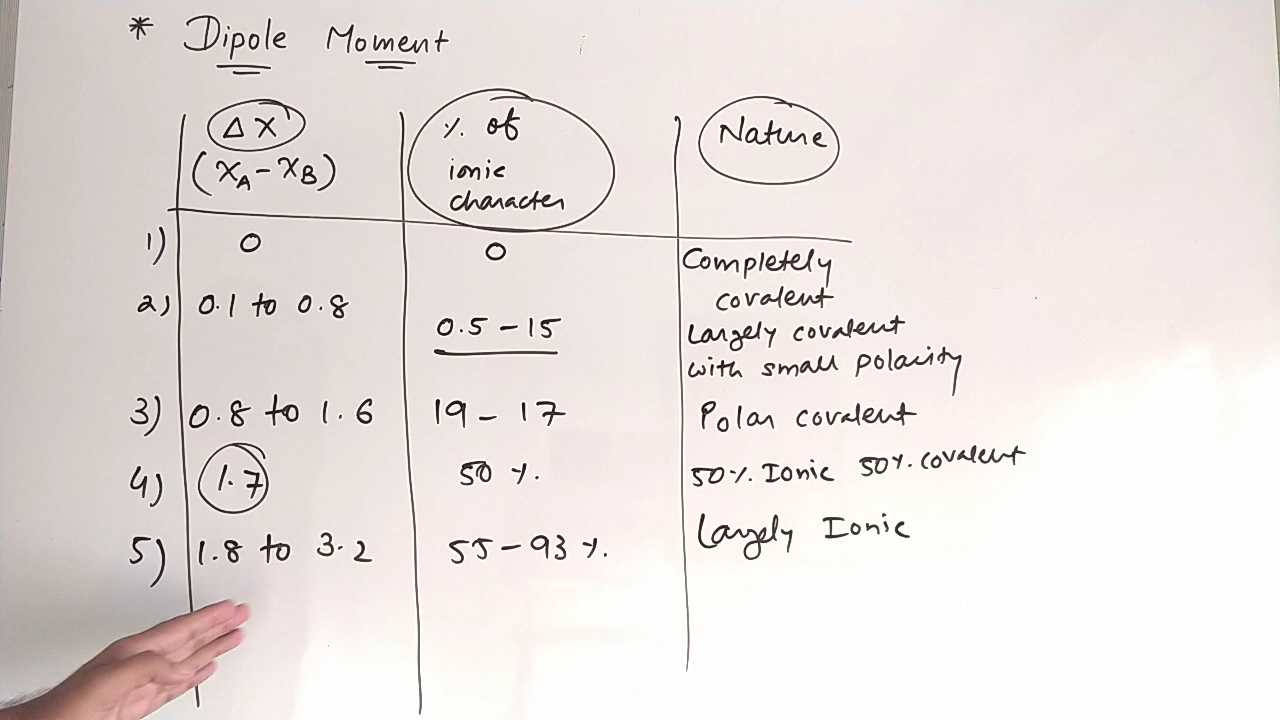 * Dipole Moment
Δ X % of Nature
(XA - XB) ionic
character
1) 0 0 Completely
covalent
2) 0.1 to 0.8 0.5 - 15 Largely covalent
with small polarity
3) 0.8 to 1.6 19 - 17 Polar covalent
4) 1.7 50 % 50% Ionic 50% covalent
5) 1.8 to 3.2 55 - 93 % Largely Ionic